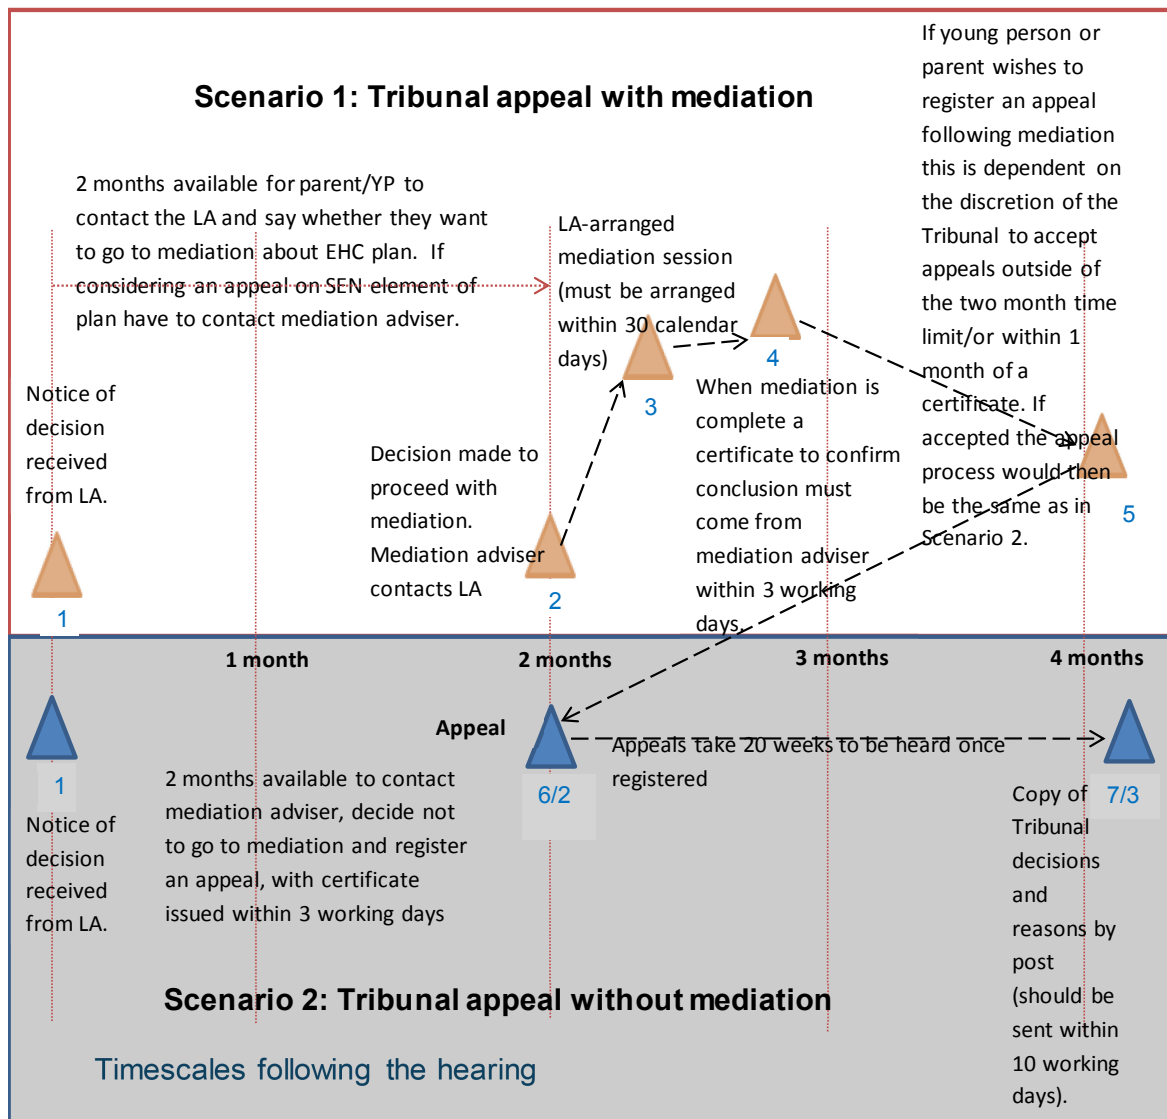 Scenario 1: Tribunal appeal with mediation
2 months available for parent/YP to
contact the LA and say whether they want
to go to mediation about EHC plan. If
considering an appeal on SEN element of
plan have to contact mediation adviser.
Notice of
decision
received
from LA.
1
Decision made to
proceed with
mediation.
Mediation adviser
contacts LA
2
LA-arranged
mediation session
(must be arranged
within 30 calendar
days)
3
4
When mediation is
complete a
certificate to confirm
conclusion must
come from
mediation adviser
within 3 working
days.
If young person or
parent wishes to
register an appeal
following mediation
this is dependent on
the discretion of the
Tribunal to accept
appeals outside of
the two month time
limit/or within 1
month of a
certificate. If
accepted the appeal
process would then
be the same as in
Scenario 2.
5
1 month
2 months
3 months
4 months
1
Notice of
decision
received
from LA.
2 months available to contact
mediation adviser, decide not
to go to mediation and register
an appeal, with certificate
issued within 3 working days
Appeal
6/2
Appeals take 20 weeks to be heard once
registered
7/3
Copy of
Tribunal
decisions
and
reasons by
post
(should be
sent within
10 working
days).
Scenario 2: Tribunal appeal without mediation
Timescales following the hearing